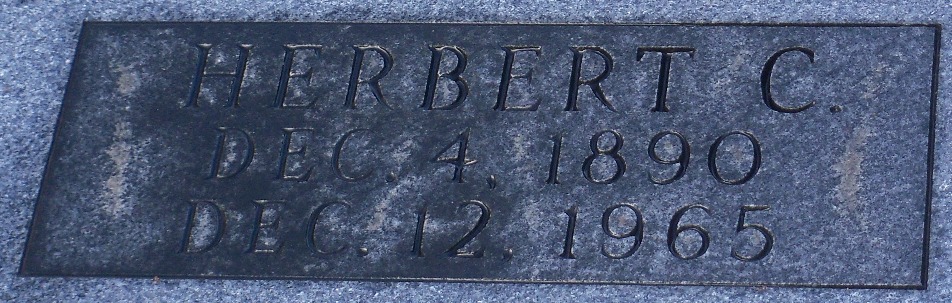 HERBERT C.
DEC. 4, 1890
DEC. 12. 1965